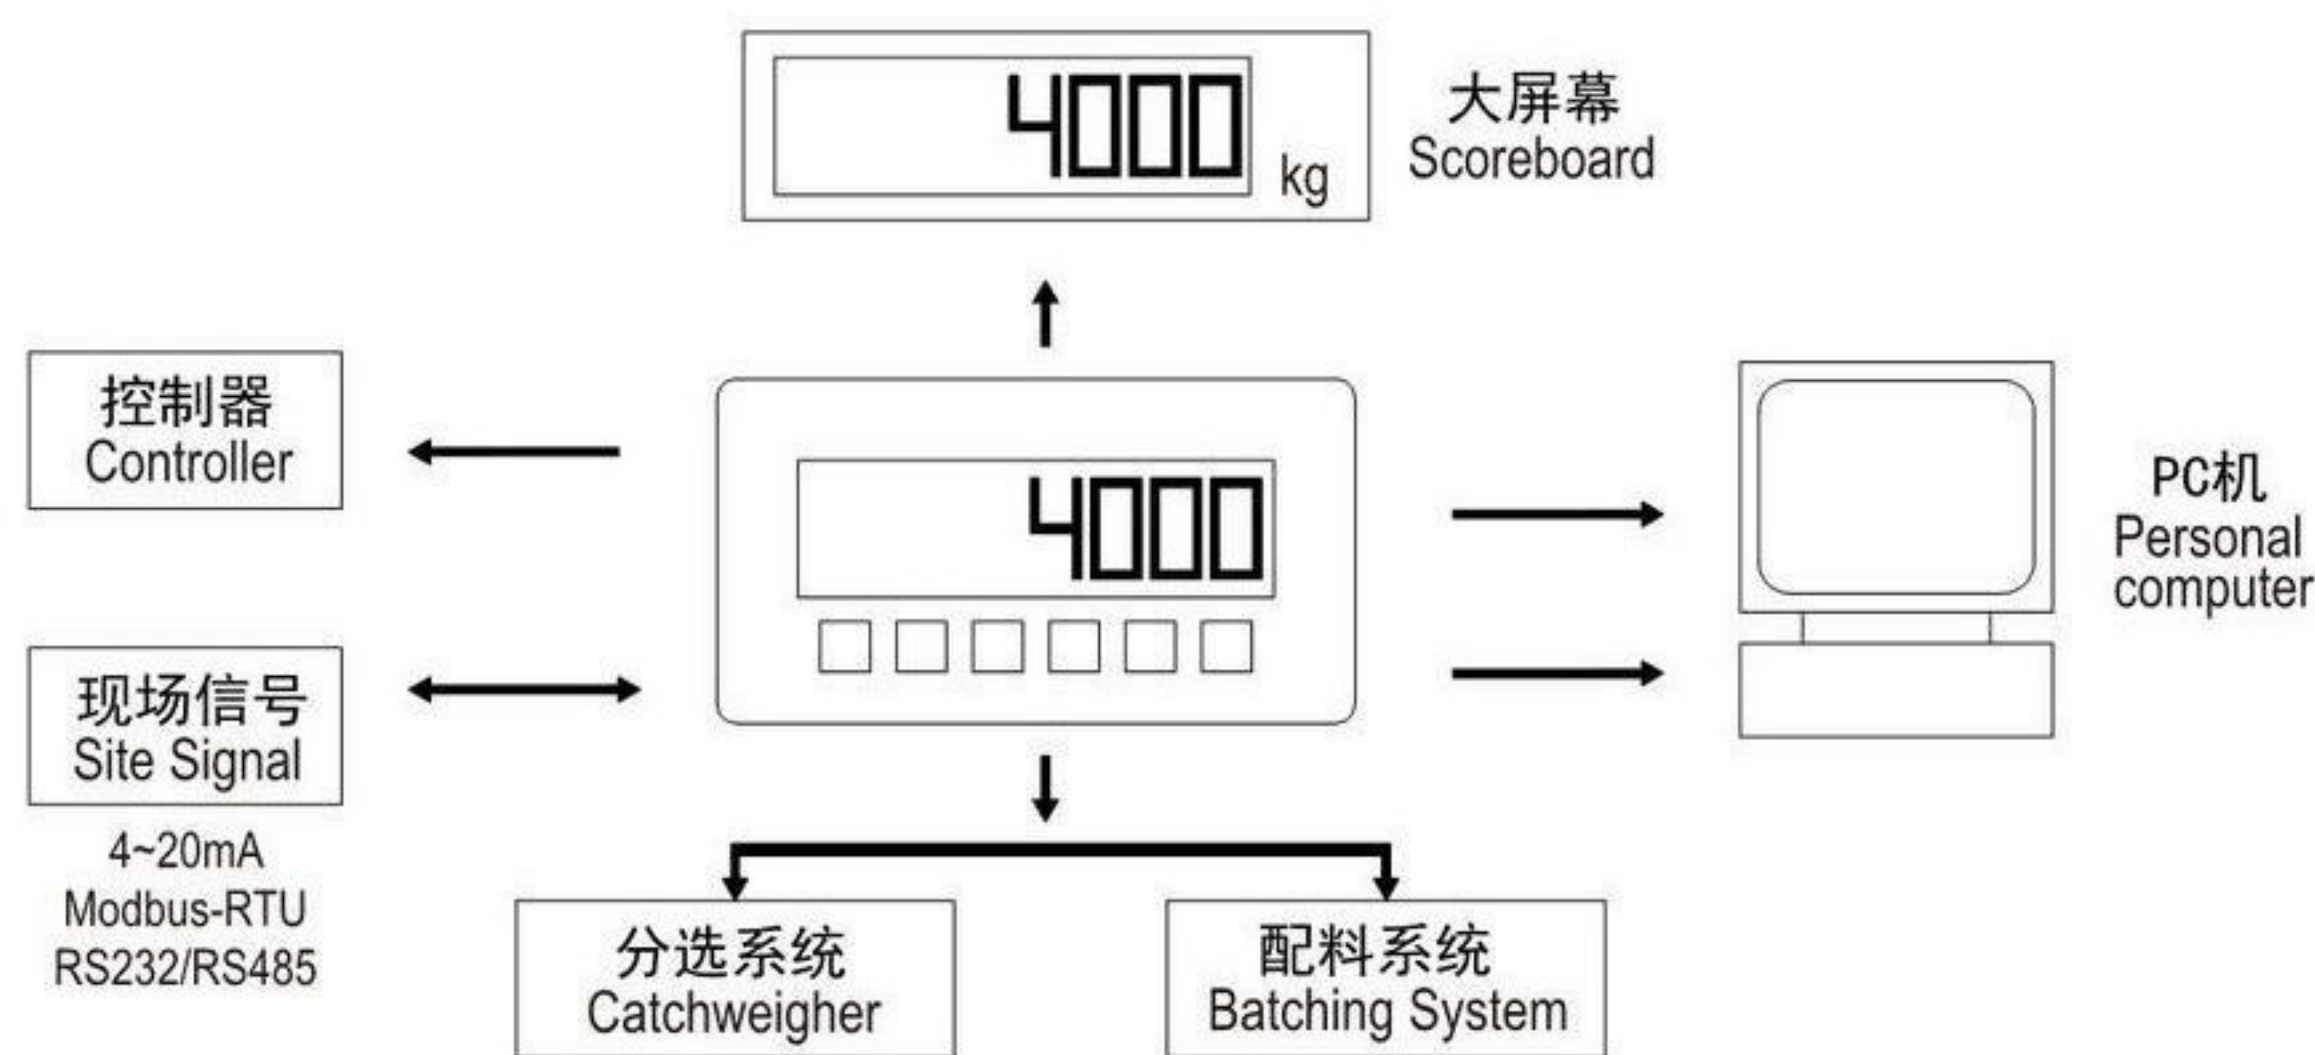 4000
kg
大屏幕
Scoreboard
控制器
Controller
4000
PC机
Personal
computer
现场信号
Site Signal
4~20mA
Modbus-RTU
RS232/RS485
分选系统
Catchweigher
配料系统
Batching System